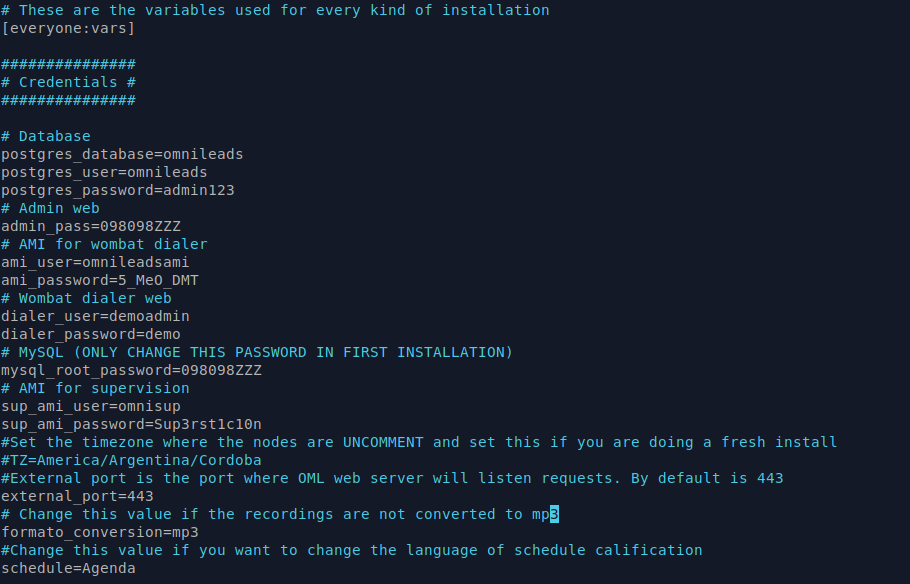 # These are the variables used for every kind of installation
[everyone:vars]
###############
# Credentials #
###############
# Database
postgres_database=omnileads
postgres_user=omnileads
postgres_password=admin123
# Admin web
admin_pass=098098ZZZ
# AMI for wombat dialer
ami_user=omnileadsami
ami_password=5_MeO_DMT
# Wombat dialer web
dialer_user=demoadmin
dialer_password=demo
# MySQL (ONLY CHANGE THIS PASSWORD IN FIRST INSTALLATION)
mysql_root_password=098098ZZZ
# AMI for supervision
sup_ami_user=omnisup
sup_ami_password=Sup3rst1c10n
#Set the timezone where the nodes are UNCOMMENT and set this if you are doing a fresh install
#TZ=America/Argentina/Cordoba
#External port is the port where OML web server will listen requests. By default is 443
external_port=443
# Change this value if the recordings are not converted to mp3
formato_conversion=mp3
#Change this value if you want to change the language of schedule calification
schedule=Agenda